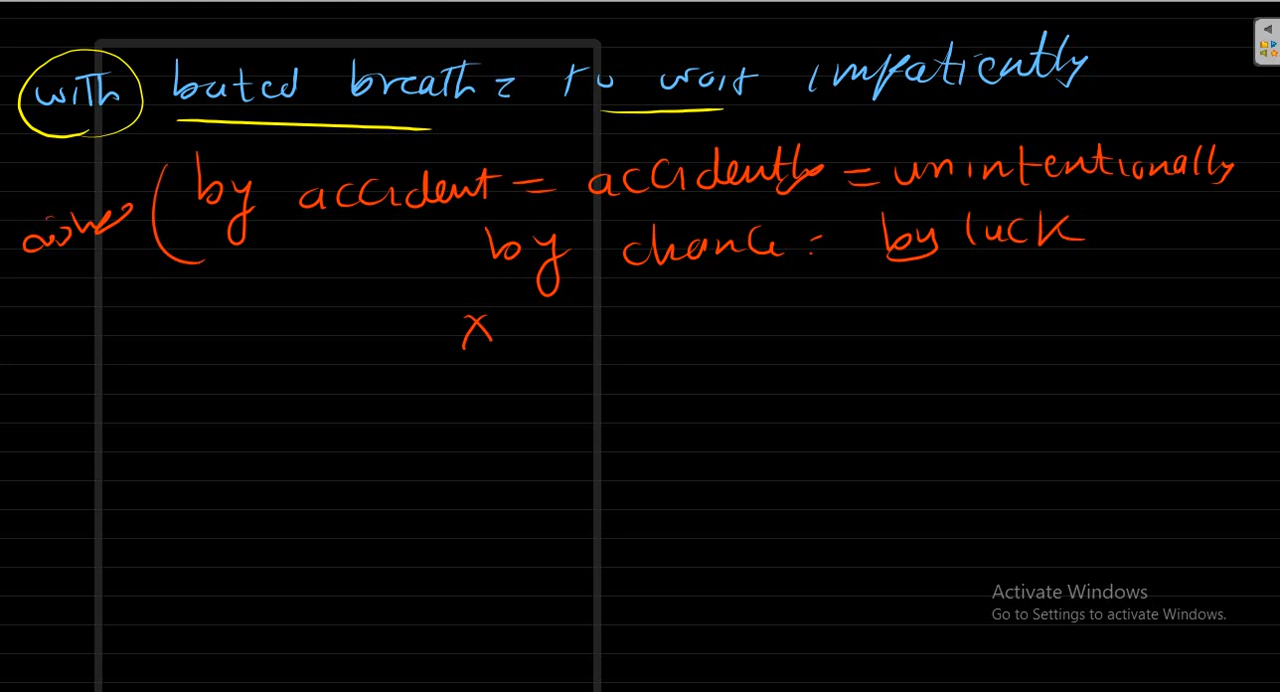 with bated breath = to wait impatiently
( by accident = accidently = unintentionally
by chance = by luck
x
Activate Windows
Go to Settings to activate Windows.